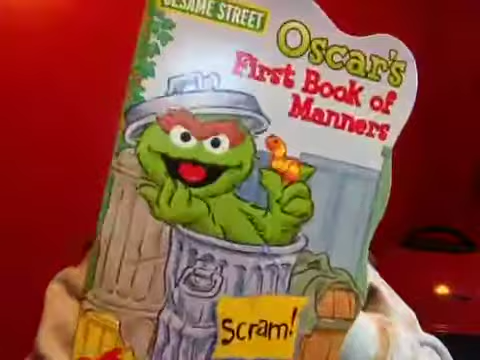 SESAME STREET
Oscar's
First Book of
Manners
Scram!